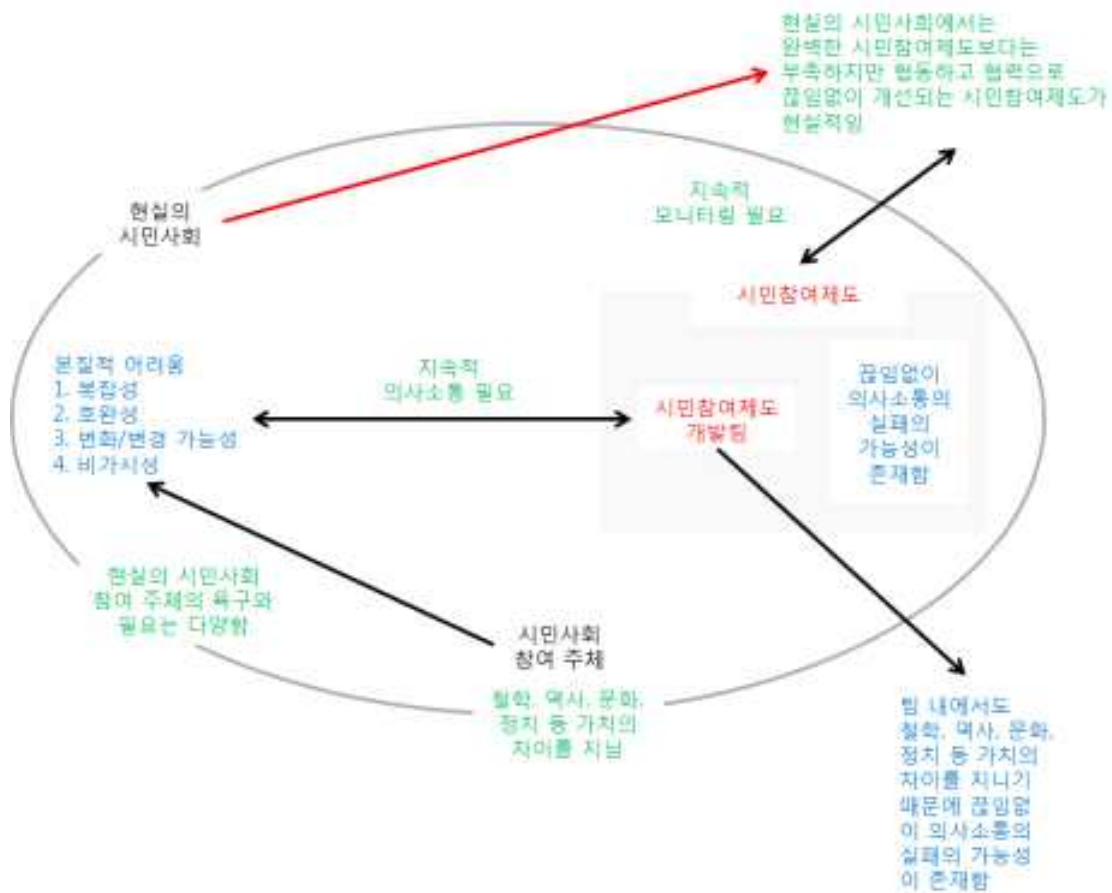 현실의 시민사회에서는
완벽한 시민참여제도보다는
부족하지만 협동하고 협력으로
끊임없이 개선되는 시민참여제도가
현실적임
현실의
시민사회
지속적
모니터링 필요
시민참여제도
본질적 어려움
1. 복잡성
2. 호완성
3. 변화/변경 가능성
4. 비가시성
지속적
의사소통 필요
시민참여제도
개발팀
끊임없이
의사소통의
실패의
가능성이
존재함
현실의 시민사회
참여 주체의 욕구와
필요는 다양함
시민사회
참여 주체
철학, 역사, 문화,
정치 등 가치의
차이를 지님
팀 내에서도
철학, 역사, 문화,
정치 등 가치의
차이를 지니기
때문에 끊임없
이 의사소통의
실패의 가능성
이 존재함